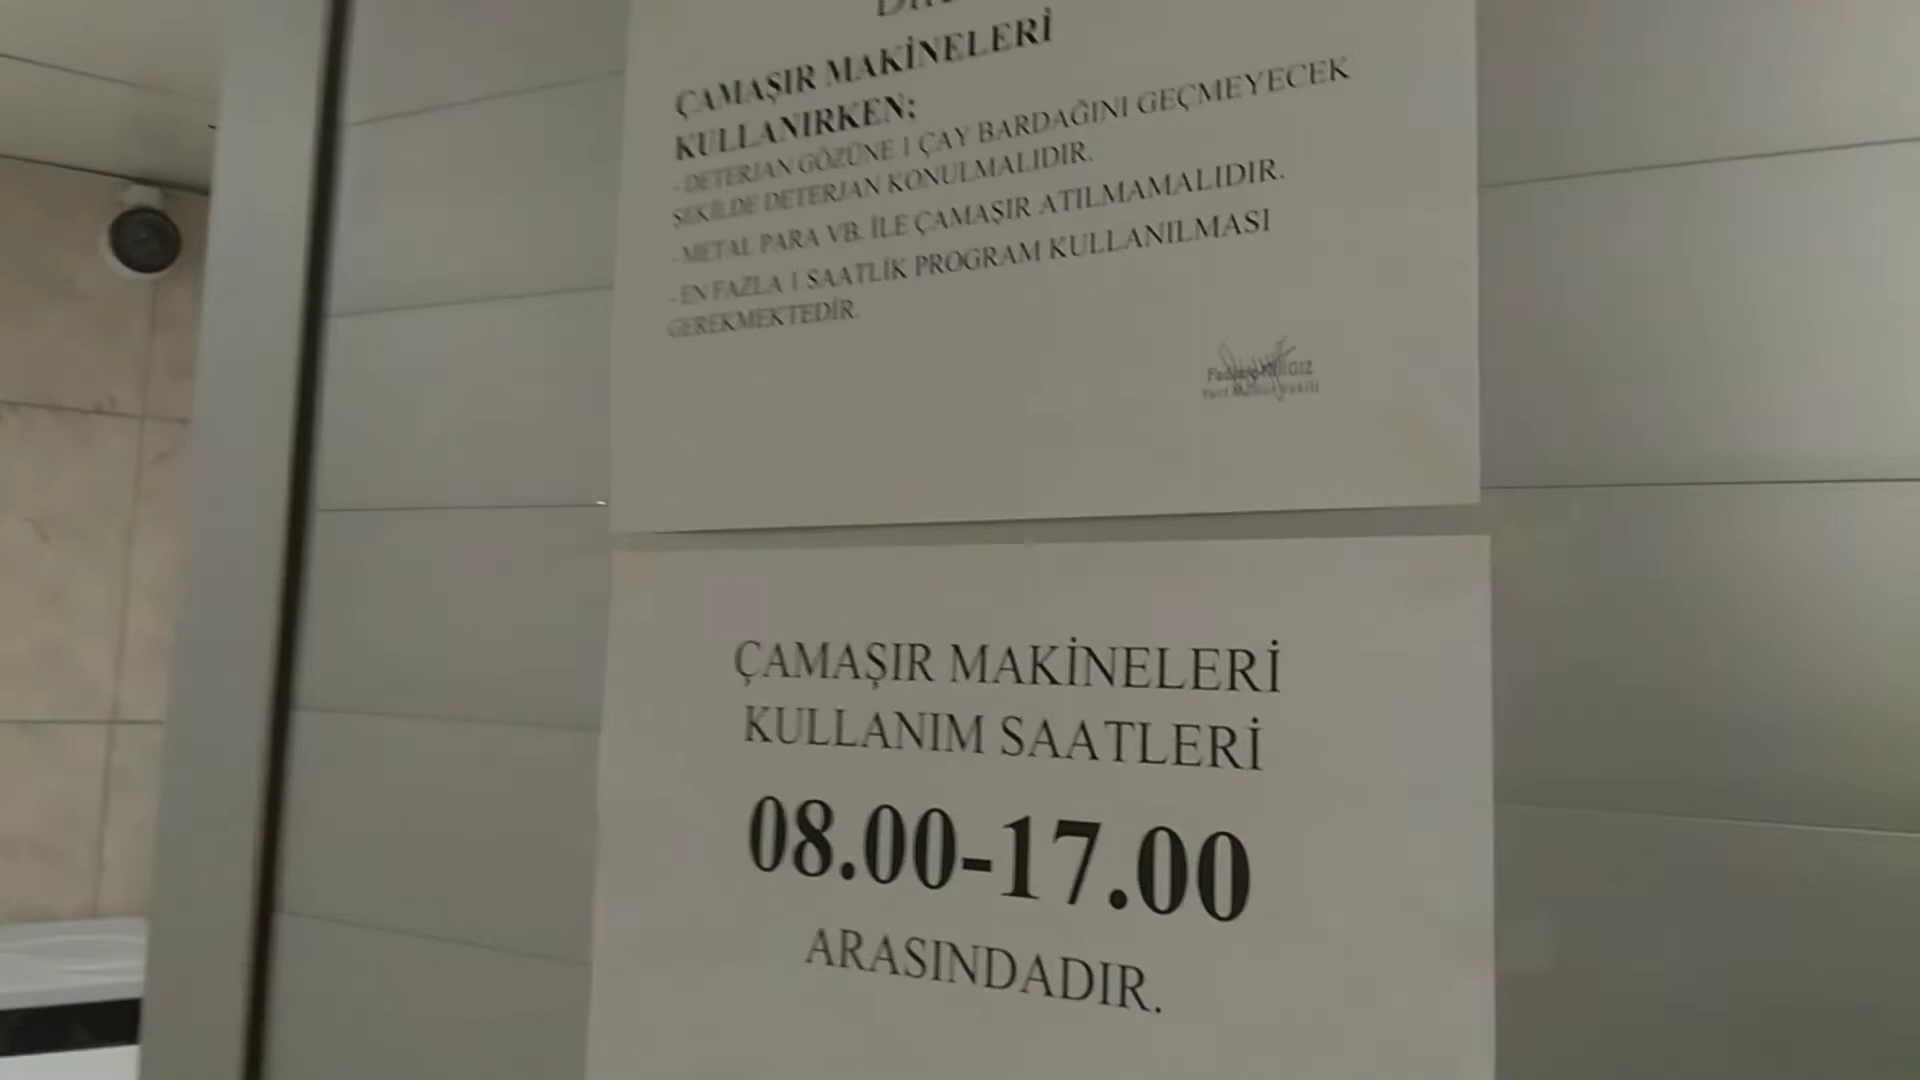 ÇAMAŞIR MAKİNELERİ
KULLANIRKEN;
- DETERJAN GÖZÜNE 1 ÇAY BARDAĞINI GEÇMEYECEK
ŞEKİLDE DETERJAN KONULMALIDIR.
- METAL PARA VB. İLE ÇAMAŞIR ATILMAMALIDIR.
- EN FAZLA 1 SAATLİK PROGRAM KULLANILMASI
GEREKMEKTEDİR.
ÇAMAŞIR MAKİNELERİ
KULLANIM SAATLERİ
08.00-17.00
ARASINDADIR.